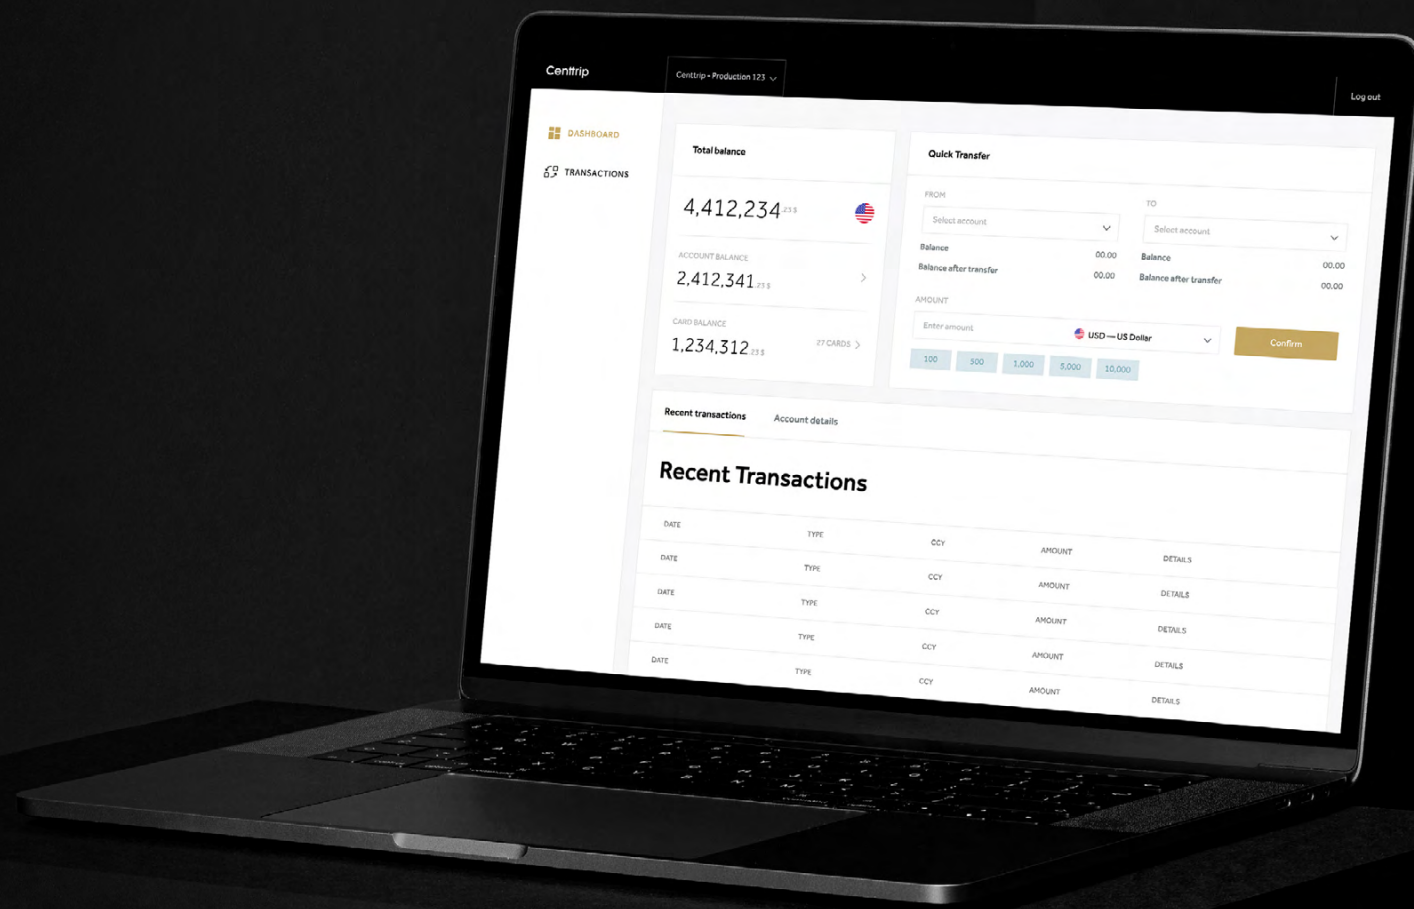 Centtrip
Centtrip - Production 123
Log out
DASHBOARD
TRANSACTIONS
Total balance
4,412,234.23 $
ACCOUNT BALANCE
2,412,341.23 $
CARD BALANCE
1,234,312.23 $
27 CARDS
Quick Transfer
FROM
Select account
Balance 00.00
Balance after transfer 00.00
TO
Select account
Balance 00.00
Balance after transfer 00.00
AMOUNT
Enter amount
USD — US Dollar
Confirm
100 500 1,000 5,000 10,000
Recent transactions Account details
Recent Transactions
DATE TYPE CCY AMOUNT DETAILS
DATE TYPE CCY AMOUNT DETAILS
DATE TYPE CCY AMOUNT DETAILS
DATE TYPE CCY AMOUNT DETAILS
DATE TYPE CCY AMOUNT DETAILS